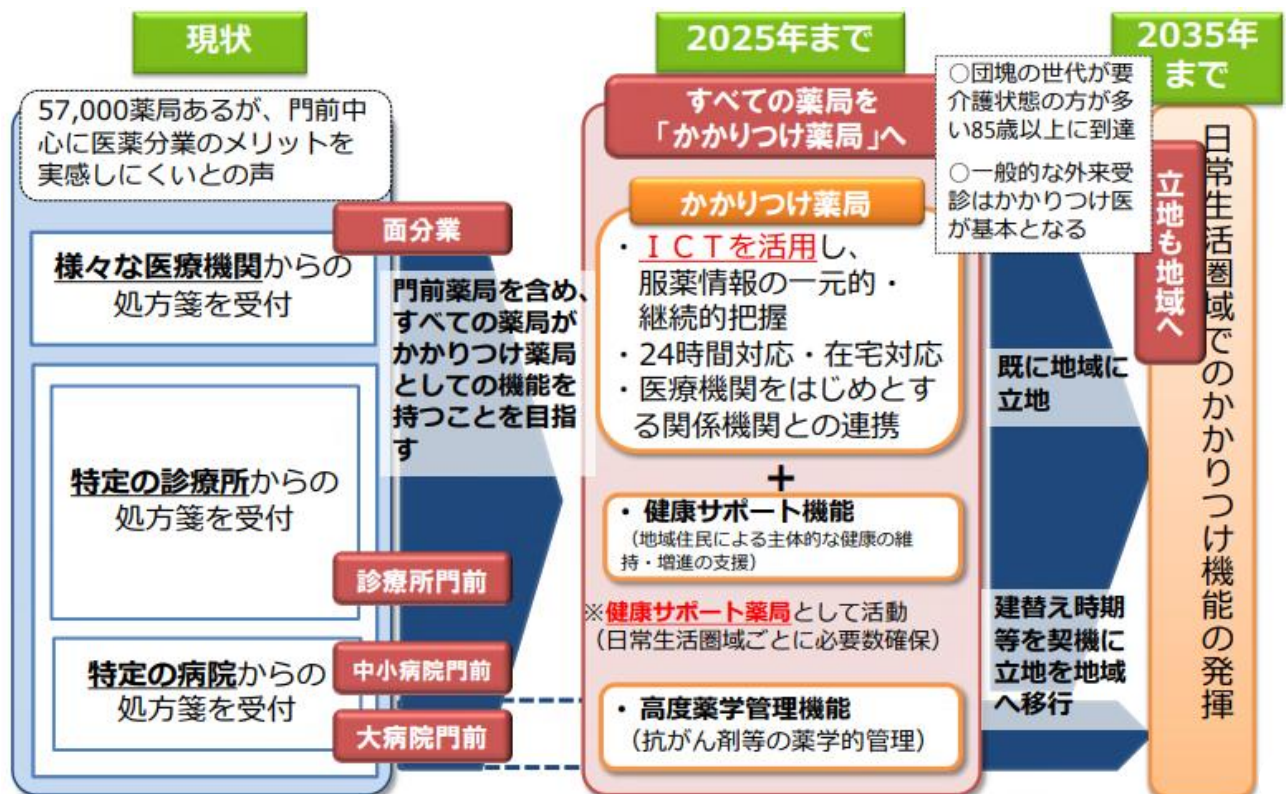 現状
57,000薬局あるが、門前中
心に医薬分業のメリットを
実感しにくいとの声
面分業
様々な医療機関からの
処方箋を受付
特定の診療所からの
処方箋を受付
診療所門前
特定の病院からの
処方箋を受付
中小病院門前
大病院門前
門前薬局を含め、
すべての薬局が
かかりつけ薬局
としての機能を
持つことを目指
す
2025年まで
すべての薬局を
「かかりつけ薬局」へ
かかりつけ薬局
・ ＩＣＴを活用し、
服薬情報の一元的・
継続的把握
・ 24時間対応・在宅対応
・ 医療機関をはじめとす
る関係機関との連携
+
・ 健康サポート機能
（地域住民による主体的な健康の維
持・増進の支援）
※健康サポート薬局として活動
（日常生活圏域ごとに必要数確保）
・ 高度薬学管理機能
（抗がん剤等の薬学的管理）
○団塊の世代が要
介護状態の方が多
い85歳以上に到達
○一般的な外来受
診はかかりつけ医
が基本となる
立地も地域へ
既に地域に
立地
建替え時期
等を契機に
立地を地域
へ移行
2035年
まで
日常生活圏域でのかかりつけ機能の発揮